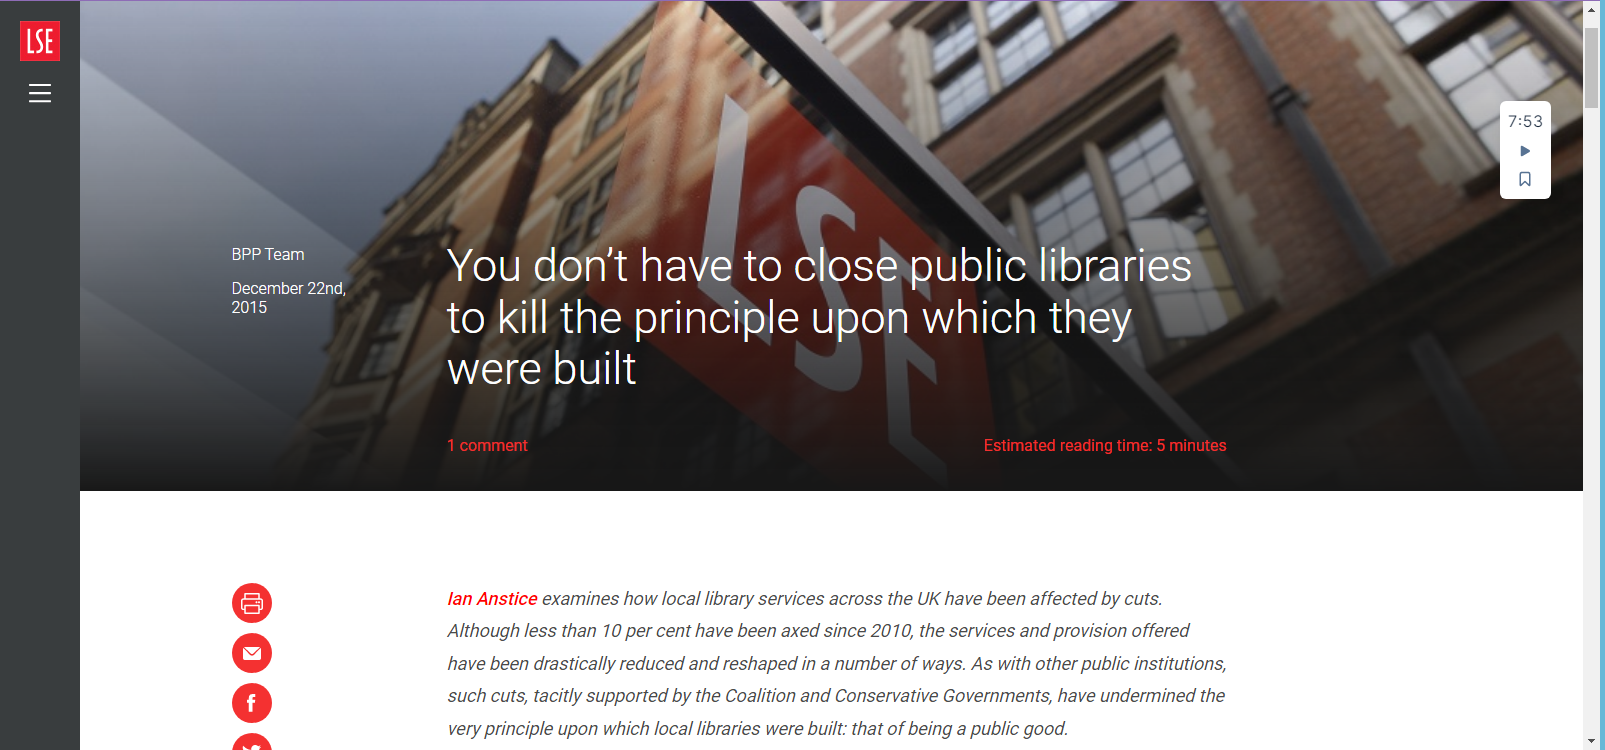 LSE
7:53
LSE
BPP Team
December 22nd,
2015
You don’t have to close public libraries
to kill the principle upon which they
were built
1 comment
Estimated reading time: 5 minutes
Ian Anstice examines how local library services across the UK have been affected by cuts.
Although less than 10 per cent have been axed since 2010, the services and provision offered
have been drastically reduced and reshaped in a number of ways. As with other public institutions,
such cuts, tacitly supported by the Coalition and Conservative Governments, have undermined the
very principle upon which local libraries were built: that of being a public good.